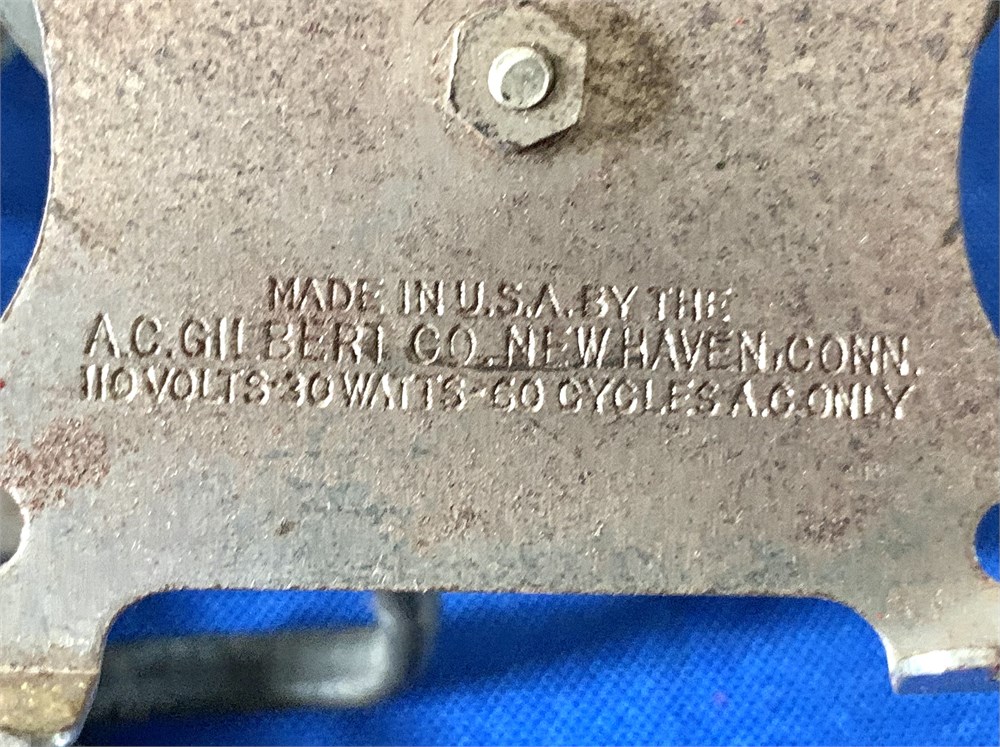 MADE IN U.S.A. BY THE
A.C. GILBERT CO. NEW HAVEN, CONN.
110 VOLTS-30 WATTS-60 CYCLES A.C. ONLY